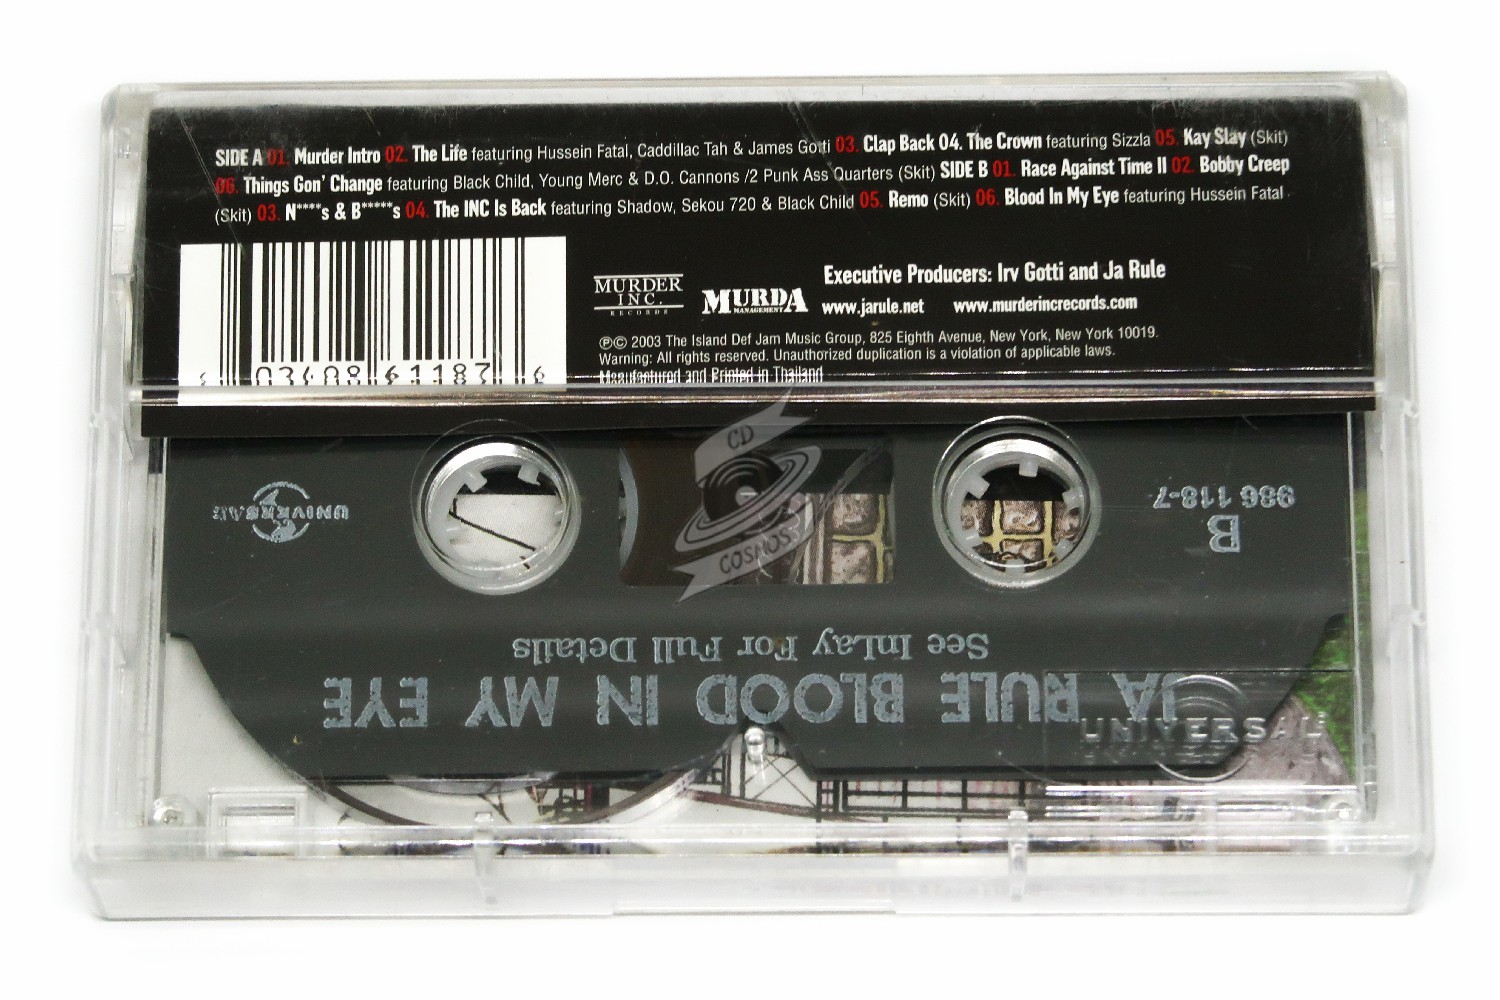 SIDE A 01. Murder Intro 02. The Life featuring Hussein Fatal, Caddillac Tah & James Gotti 03. Clap Back 04. The Crown featuring Sizzla 05. Kay Slay (Skit)
06. Things Gon' Change featuring Black Child, Young Merc & D.O. Cannons /2 Punk Ass Quarters (Skit) SIDE B 01. Race Against Time II 02. Bobby Creep
(Skit) 03. N****s & B*****s 04. The INC Is Back featuring Shadow, Sekou 720 & Black Child 05. Remo (Skit) 06. Blood In My Eye featuring Hussein Fatal
Executive Producers: Irv Gotti and Ja Rule
MURDER
INC.
RECORDS
MURDA
MANAGEMENT
www.jarule.net www.murderincrecords.com
℗© 2003 The Island Def Jam Music Group, 825 Eighth Avenue, New York, New York 10019.
Warning: All rights reserved. Unauthorized duplication is a violation of applicable laws.
Manufactured and Printed in Thailand
03408 61187 6
CD
COSMOS
UNIVERSAL
986 118-7
B
See InLay For Full Details
JA RULE BLOOD IN MY EYE
UNIVERSAL